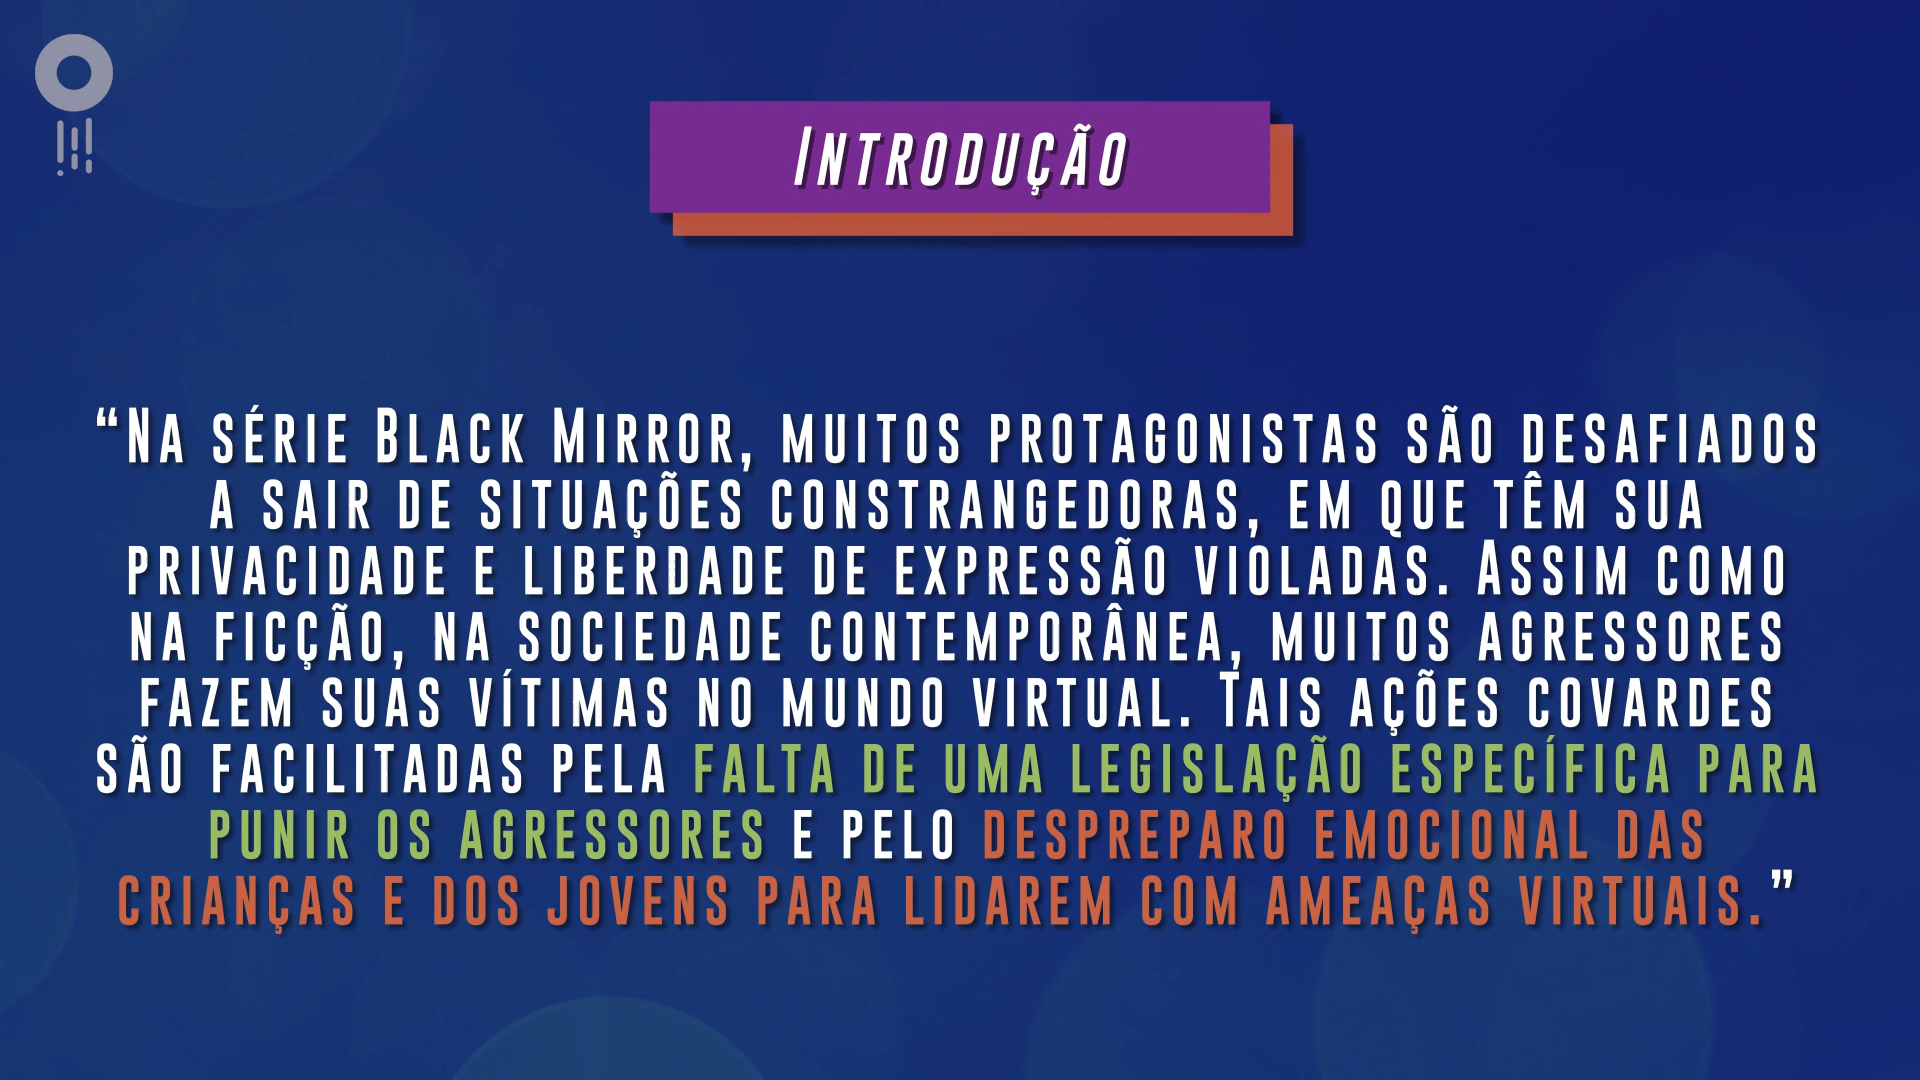 Introdução
“Na série Black Mirror, muitos protagonistas são desafiados
a sair de situações constrangedoras, em que têm sua
privacidade e liberdade de expressão violadas. Assim como
na ficção, na sociedade contemporânea, muitos agressores
fazem suas vítimas no mundo virtual. Tais ações covardes
são facilitadas pela falta de uma legislação específica para
punir os agressores e pelo despreparo emocional das
crianças e dos jovens para lidarem com ameaças virtuais.”